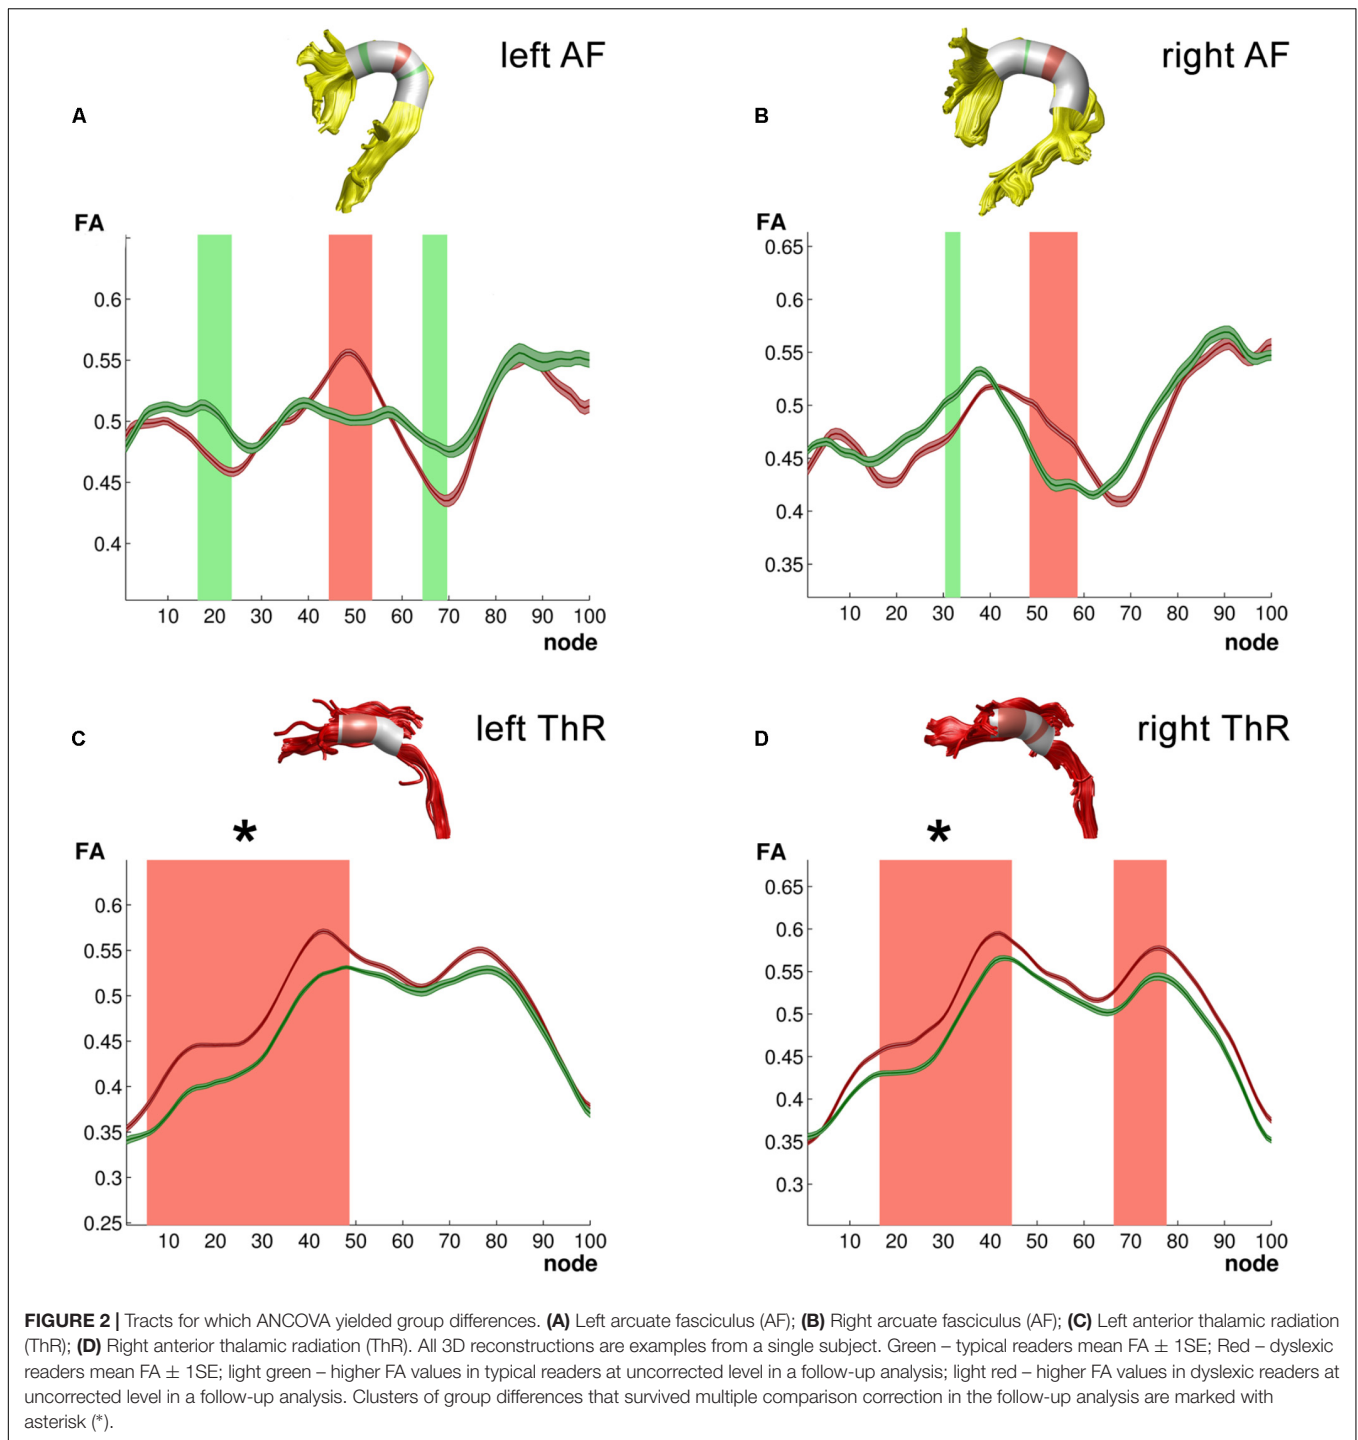 left AF
right AF
A
B
FA
0.6
0.55
0.5
0.45
0.4
10 20 30 40 50 60 70 80 90 100
node
FA
0.65
0.6
0.55
0.5
0.45
0.4
0.35
10 20 30 40 50 60 70 80 90 100
node
left ThR
right ThR
C
D
*
FA
0.6
0.55
0.5
0.45
0.4
0.35
0.3
0.25
10 20 30 40 50 60 70 80 90 100
node
*
FA
0.65
0.6
0.55
0.5
0.45
0.4
0.35
0.3
10 20 30 40 50 60 70 80 90 100
node
FIGURE 2 | Tracts for which ANCOVA yielded group differences. (A) Left arcuate fasciculus (AF); (B) Right arcuate fasciculus (AF); (C) Left anterior thalamic radiation
(ThR); (D) Right anterior thalamic radiation (ThR). All 3D reconstructions are examples from a single subject. Green – typical readers mean FA ± 1SE; Red – dyslexic
readers mean FA ± 1SE; light green – higher FA values in typical readers at uncorrected level in a follow-up analysis; light red – higher FA values in dyslexic readers at
uncorrected level in a follow-up analysis. Clusters of group differences that survived multiple comparison correction in the follow-up analysis are marked with
asterisk (*).